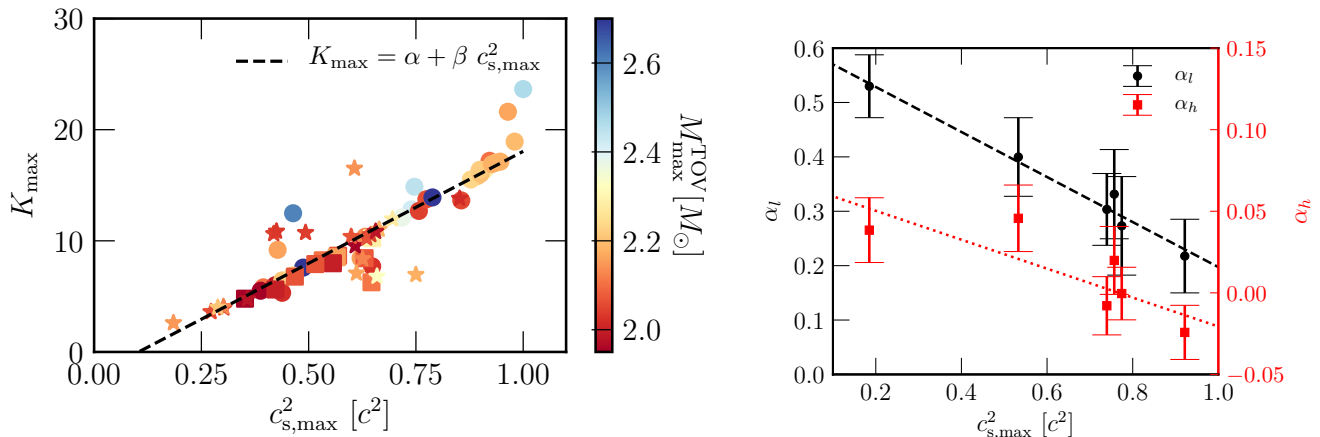 30
20
10
0
K_max
0.00 0.25 0.50 0.75 1.00
c²_s,max [c²]
K_max = α + β c²_s,max
2.6
2.4
2.2
2.0
M^TOV_max [M_⊙]
0.6
0.5
0.4
0.3
0.2
0.1
α_l
0.2 0.4 0.6 0.8 1.0
c²_s,max [c²]
α_l
α_h
0.15
0.10
0.05
0.00
−0.05
α_h